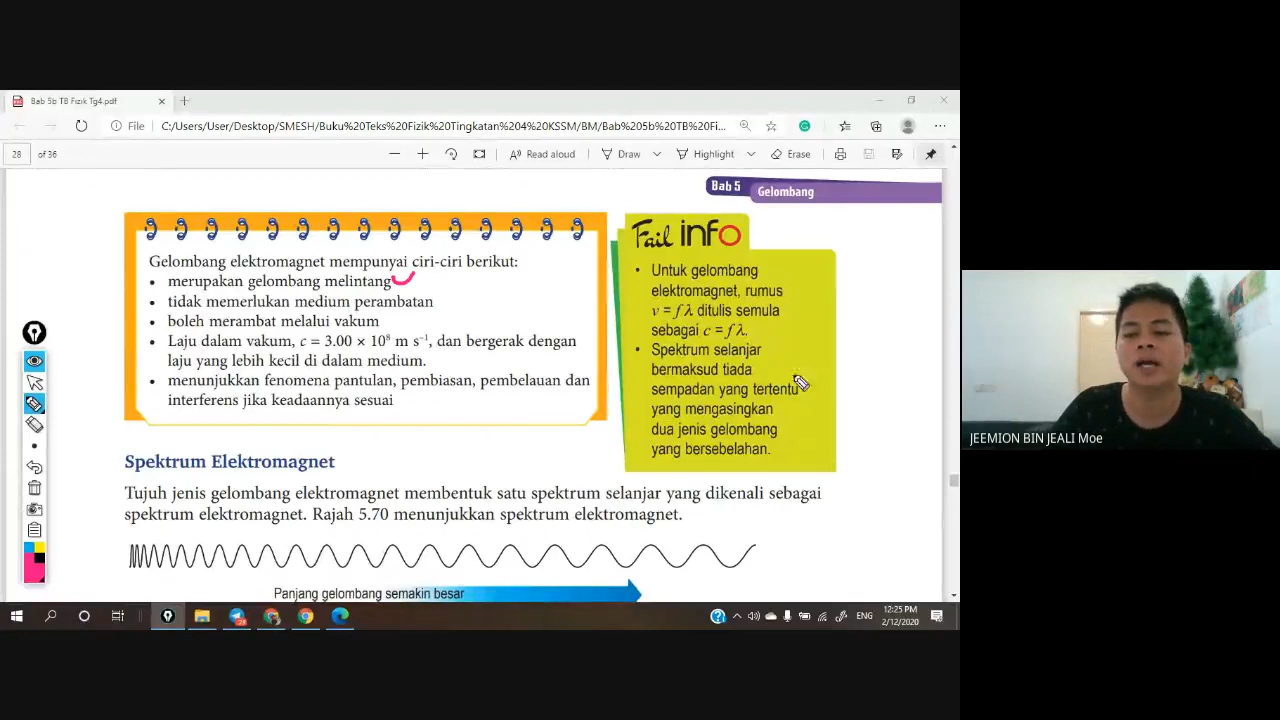 Bab 5b TB Fizik Tg4.pdf
File
C:/Users/User/Desktop/SMESH/Buku%20Teks%20Fizik%20Tingkatan%204%20KSSM/BM/Bab%205b%20TB%20Fi...
28 of 36
Read aloud
Draw
Highlight
Erase
Bab 5 Gelombang
Gelombang elektromagnet mempunyai ciri-ciri berikut:
• merupakan gelombang melintang
• tidak memerlukan medium perambatan
• boleh merambat melalui vakum
• Laju dalam vakum, c = 3.00 × 10⁸ m s⁻¹, dan bergerak dengan
laju yang lebih kecil di dalam medium.
• menunjukkan fenomena pantulan, pembiasan, pembelauan dan
interferens jika keadaannya sesuai
Fail info
• Untuk gelombang
elektromagnet, rumus
v = f λ ditulis semula
sebagai c = f λ.
• Spektrum selanjar
bermaksud tiada
sempadan yang tertentu
yang mengasingkan
dua jenis gelombang
yang bersebelahan.
Spektrum Elektromagnet
Tujuh jenis gelombang elektromagnet membentuk satu spektrum selanjar yang dikenali sebagai
spektrum elektromagnet. Rajah 5.70 menunjukkan spektrum elektromagnet.
Panjang gelombang semakin besar
JEEMION BIN JEALI Moe
28
ENG
12:25 PM
2/12/2020